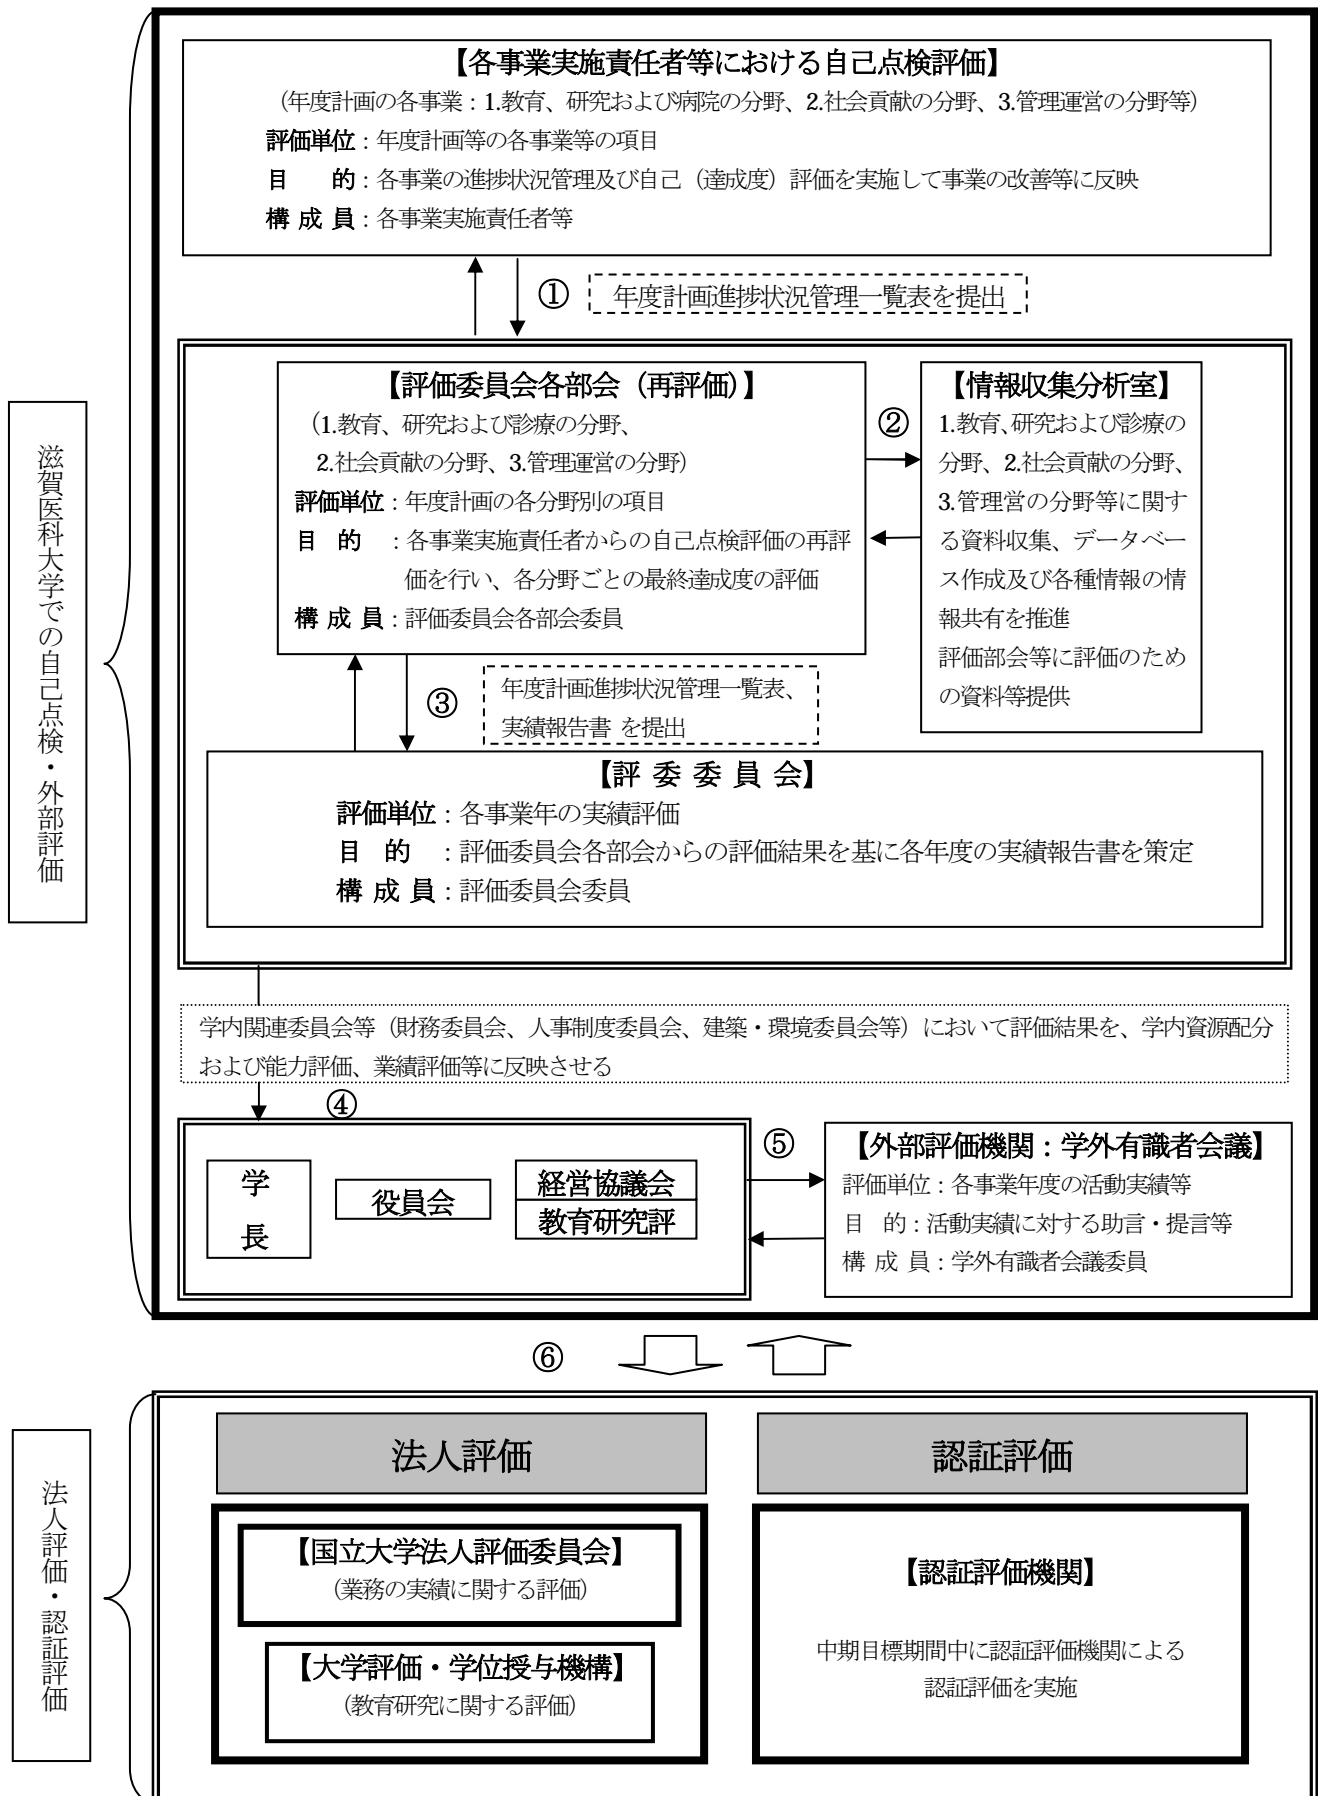 滋賀医科大学での自己点検・外部評価
【各事業実施責任者等における自己点検評価】
(年度計画の各事業：1.教育、研究および病院の分野、2.社会貢献の分野、3.管理運営の分野等)
評価単位：年度計画等の各事業等の項目
目　　的：各事業の進捗状況管理及び自己（達成度）評価を実施して事業の改善等に反映
構 成 員：各事業実施責任者等
①
年度計画進捗状況管理一覧表を提出
【評価委員会各部会（再評価）】
(1.教育、研究および診療の分野、
2.社会貢献の分野、3.管理運営の分野)
評価単位：年度計画の各分野別の項目
目　的　：各事業実施責任者からの自己点検評価の再評
価を行い、各分野ごとの最終達成度の評価
構 成 員：評価委員会各部会委員
②
【情報収集分析室】
1.教育、研究および診療の
分野、2.社会貢献の分野、
3.管理営の分野等に関す
る資料収集、データベー
ス作成及び各種情報の情
報共有を推進
評価部会等に評価のため
の資料等提供
③
年度計画進捗状況管理一覧表、
実績報告書 を提出
【評 委 委 員 会】
評価単位：各事業年の実績評価
目　的　：評価委員会各部会からの評価結果を基に各年度の実績報告書を策定
構 成 員：評価委員会委員
学内関連委員会等（財務委員会、人事制度委員会、建築・環境委員会等）において評価結果を、学内資源配分
および能力評価、業績評価等に反映させる
④
学
長
役員会
経営協議会
教育研究評
⑤
【外部評価機関：学外有識者会議】
評価単位：各事業年度の活動実績等
目　的：活動実績に対する助言・提言等
構 成 員：学外有識者会議委員
⑥
法人評価・認証評価
法人評価
【国立大学法人評価委員会】
(業務の実績に関する評価)
【大学評価・学位授与機構】
(教育研究に関する評価)
認証評価
【認証評価機関】
中期目標期間中に認証評価機関による
認証評価を実施